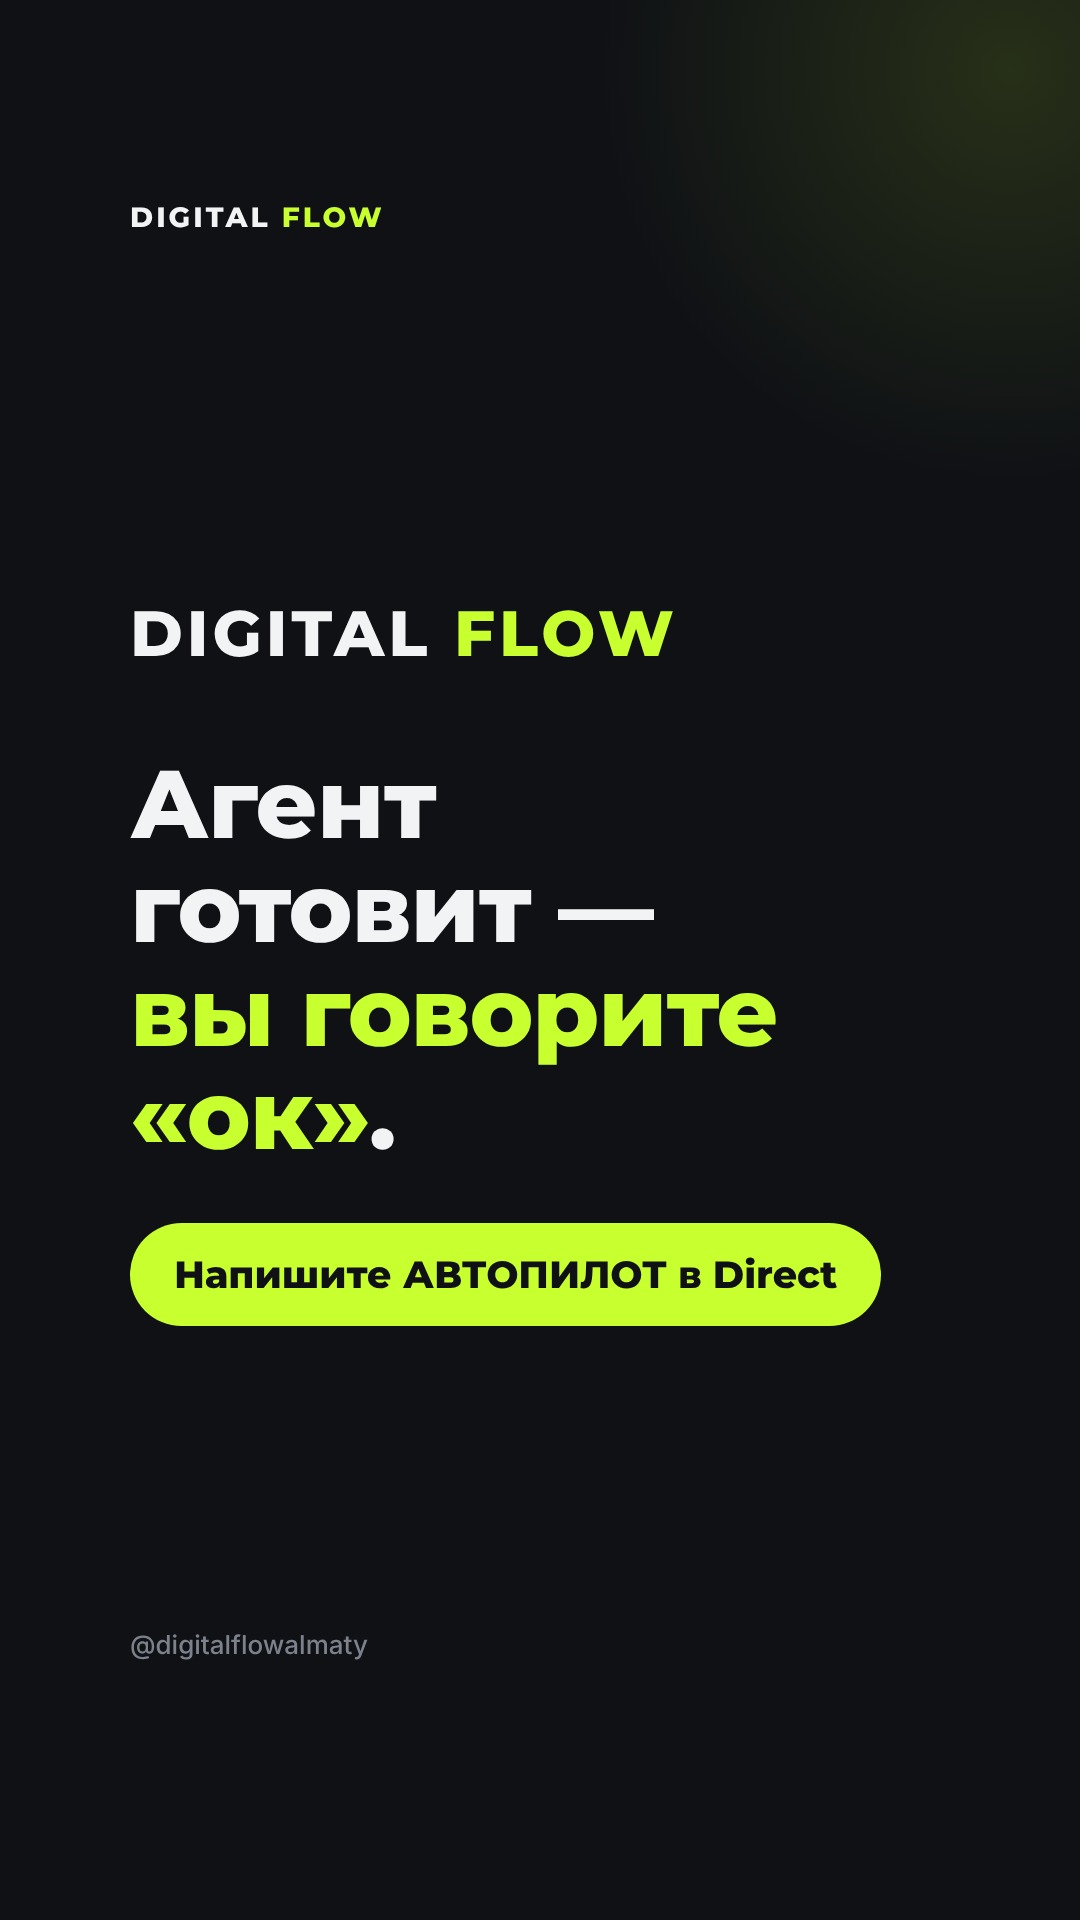 DIGITAL FLOW
DIGITAL FLOW
Агент
готовит —
вы говорите
«ок».
Напишите АВТОПИЛОТ в Direct
@digitalflowalmaty